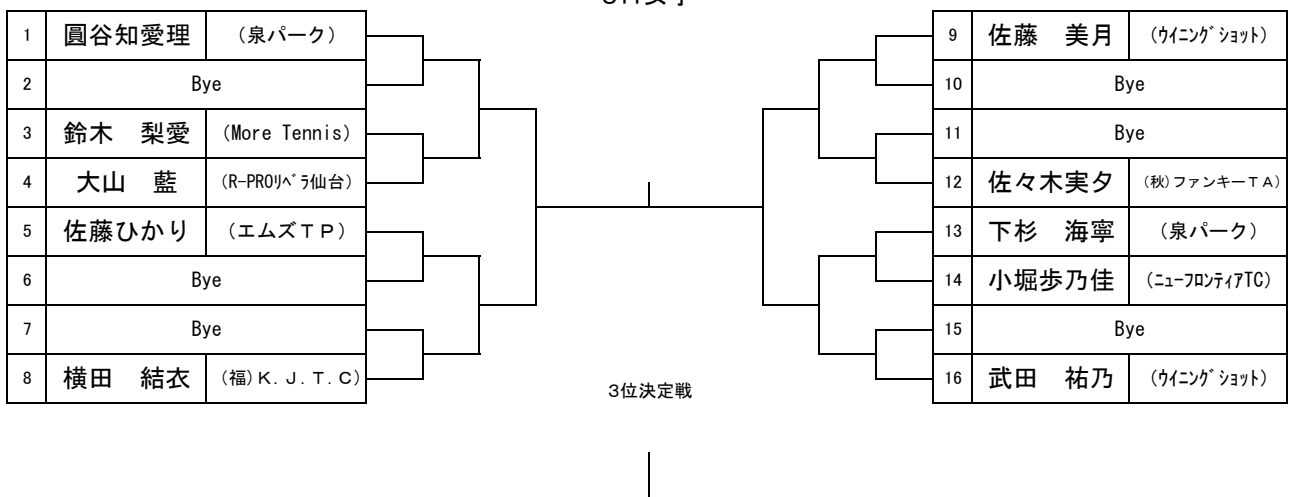 1 圓谷知愛理 (泉パーク)
2 Bye
3 鈴木 梨愛 (More Tennis)
4 大山 藍 (R-PROﾘﾍﾞﾗ仙台)
5 佐藤ひかり (エムズＴＰ)
6 Bye
7 Bye
8 横田 結衣 (福)Ｋ．Ｊ．Ｔ．Ｃ)
3位決定戦
9 佐藤 美月 (ｳｲﾆﾝｸﾞｼｮｯﾄ)
10 Bye
11 Bye
12 佐々木実夕 (秋)ファンキーＴＡ)
13 下杉 海寧 (泉パーク)
14 小堀歩乃佳 (ﾆｭｰﾌﾛﾝﾃｨｱTC)
15 Bye
16 武田 祐乃 (ｳｲﾆﾝｸﾞｼｮｯﾄ)